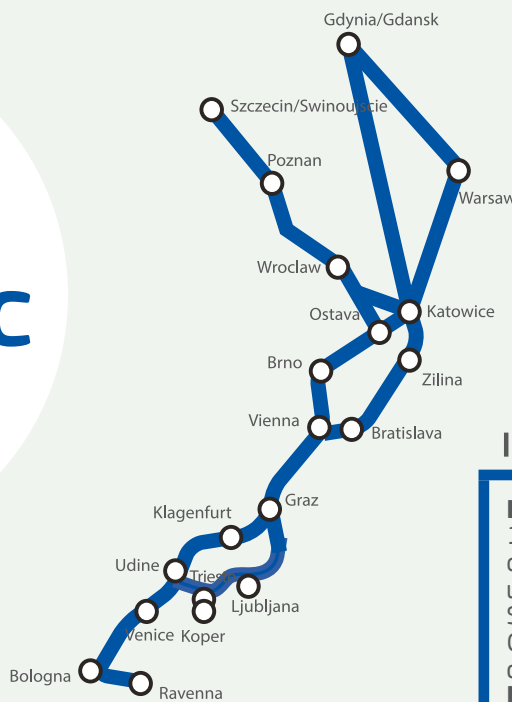 Gdynia/Gdansk
Szczecin/Swinoujscie
Poznan
Warsaw
Wroclaw
Ostava
Katowice
Brno
Zilina
Vienna
Bratislava
C
Graz
Klagenfurt
Udine
Trieste
Ljubljana
Venice
Koper
Bologna
Ravenna